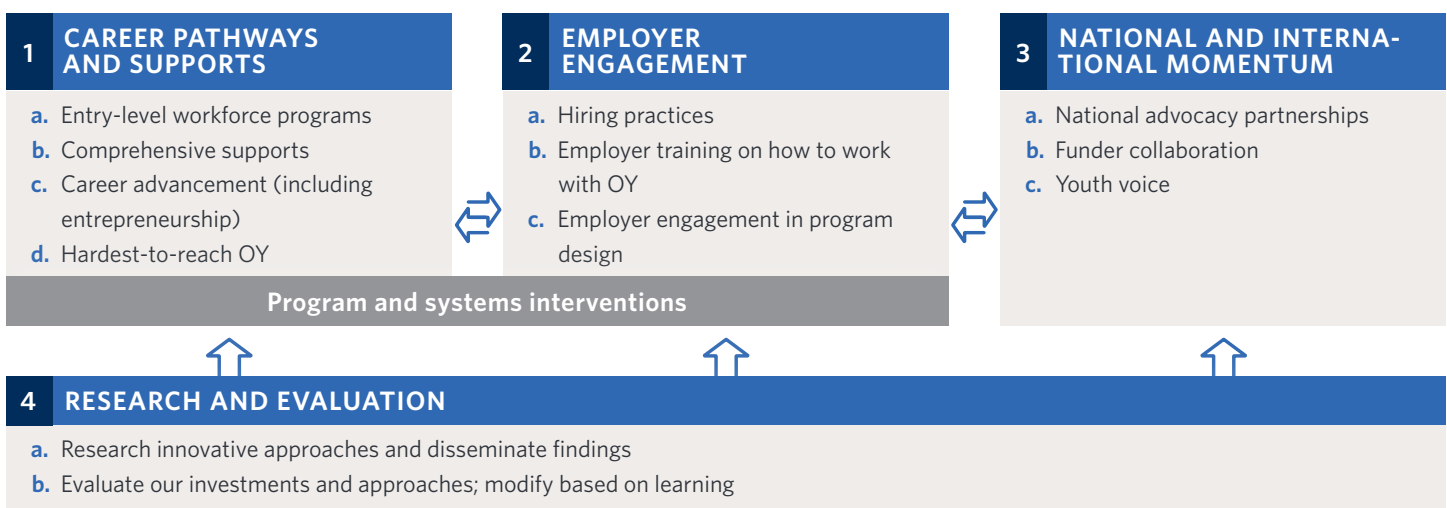 1
CAREER PATHWAYS
AND SUPPORTS
a. Entry-level workforce programs
b. Comprehensive supports
c. Career advancement (including
entrepreneurship)
d. Hardest-to-reach OY
2
EMPLOYER
ENGAGEMENT
a. Hiring practices
b. Employer training on how to work
with OY
c. Employer engagement in program
design
Program and systems interventions
3
NATIONAL AND INTERNA-
TIONAL MOMENTUM
a. National advocacy partnerships
b. Funder collaboration
c. Youth voice
4 RESEARCH AND EVALUATION
a. Research innovative approaches and disseminate findings
b. Evaluate our investments and approaches; modify based on learning